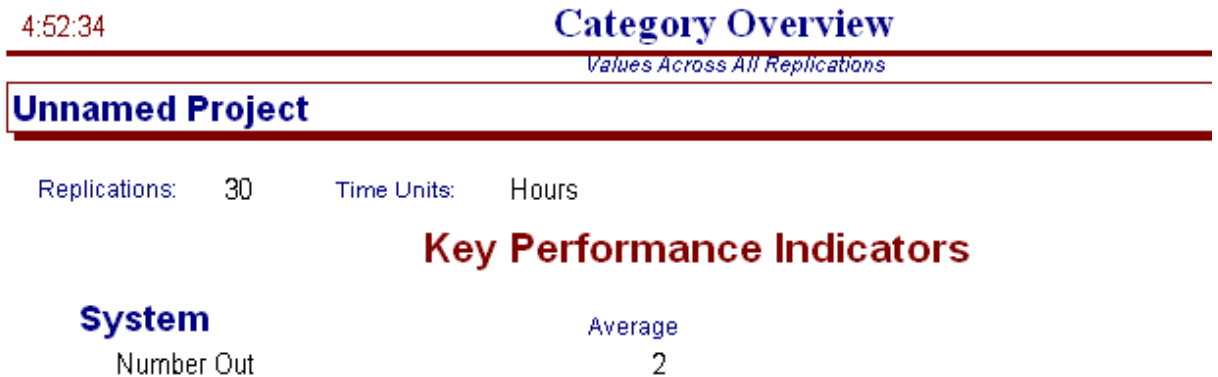 4:52:34 Category Overview
Values Across All Replications
Unnamed Project
Replications: 30 Time Units: Hours
Key Performance Indicators
System Average
Number Out 2